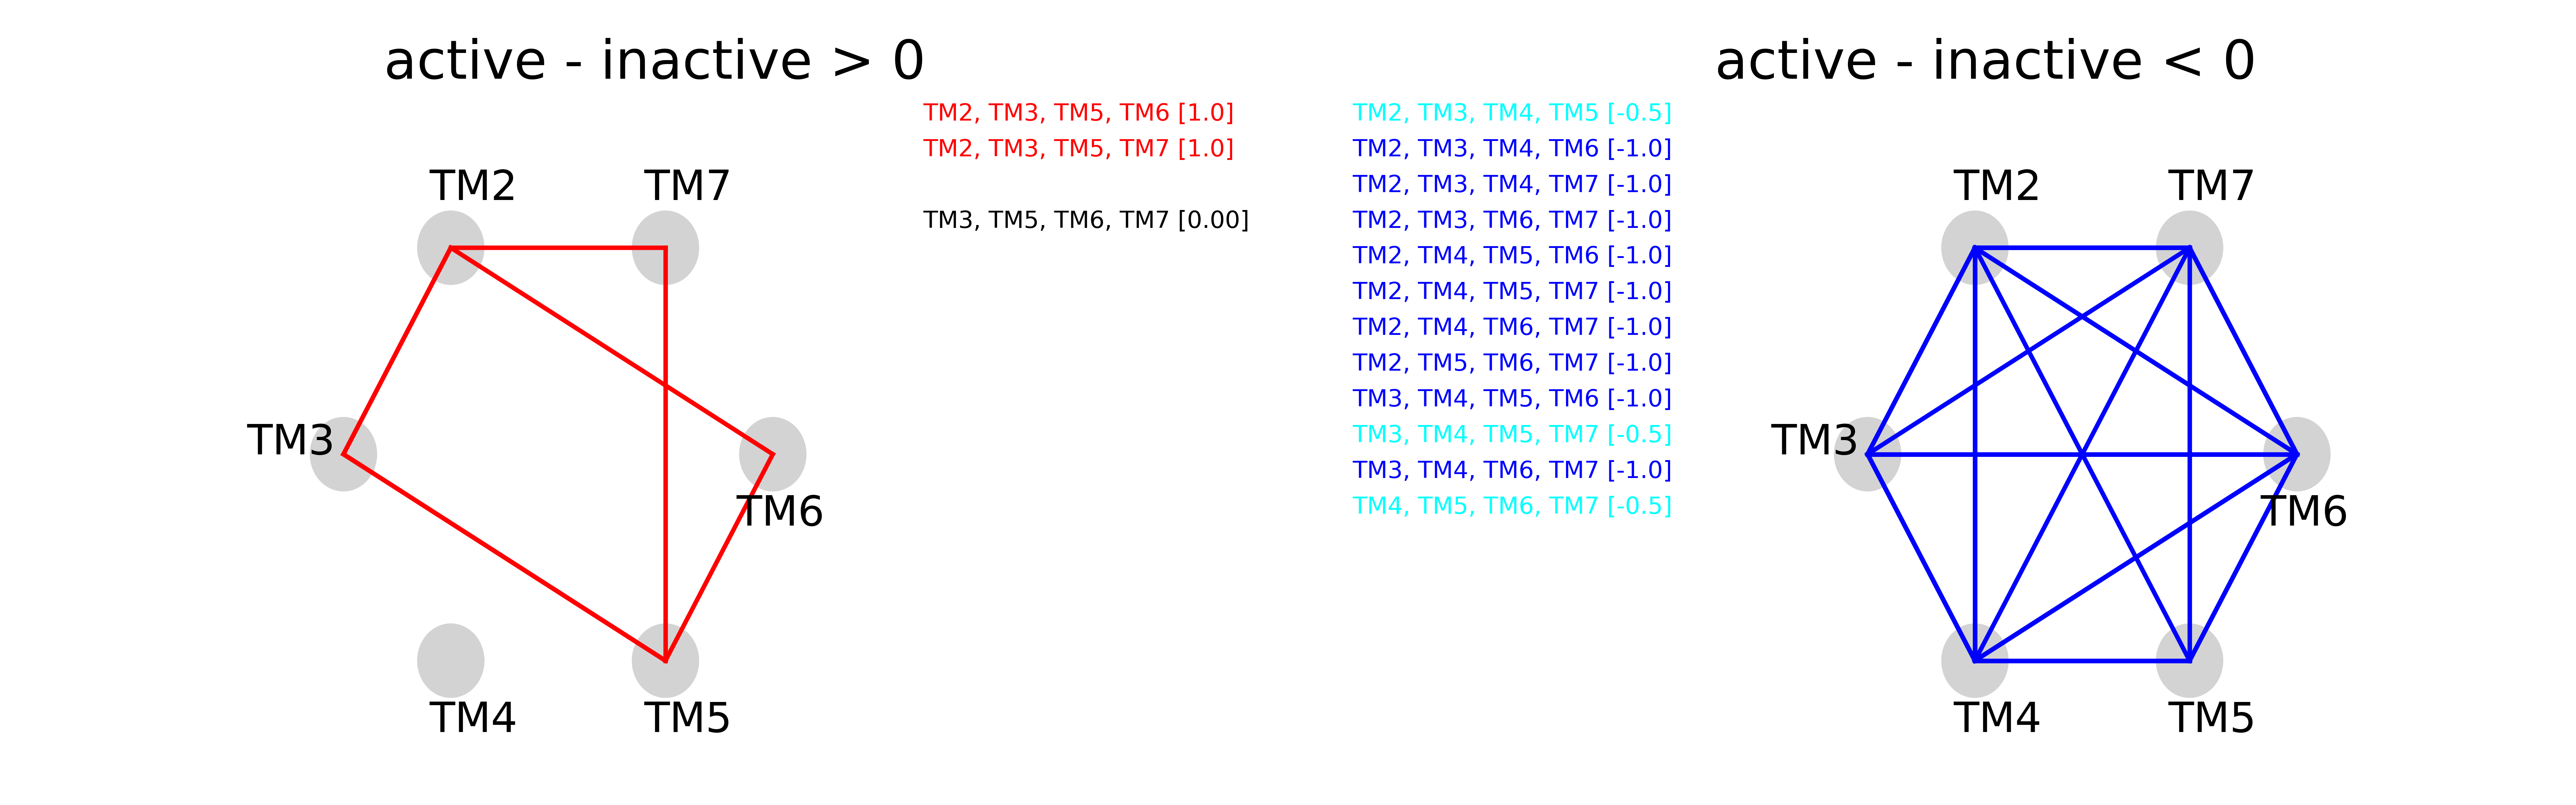 active - inactive > 0
TM2, TM3, TM5, TM6 [1.0]
TM2, TM3, TM5, TM7 [1.0]
TM3, TM5, TM6, TM7 [0.00]
TM2
TM7
TM3
TM6
TM4
TM5
active - inactive < 0
TM2, TM3, TM4, TM5 [-0.5]
TM2, TM3, TM4, TM6 [-1.0]
TM2, TM3, TM4, TM7 [-1.0]
TM2, TM3, TM6, TM7 [-1.0]
TM2, TM4, TM5, TM6 [-1.0]
TM2, TM4, TM5, TM7 [-1.0]
TM2, TM4, TM6, TM7 [-1.0]
TM2, TM5, TM6, TM7 [-1.0]
TM3, TM4, TM5, TM6 [-1.0]
TM3, TM4, TM5, TM7 [-0.5]
TM3, TM4, TM6, TM7 [-1.0]
TM4, TM5, TM6, TM7 [-0.5]
TM2
TM7
TM3
TM6
TM4
TM5